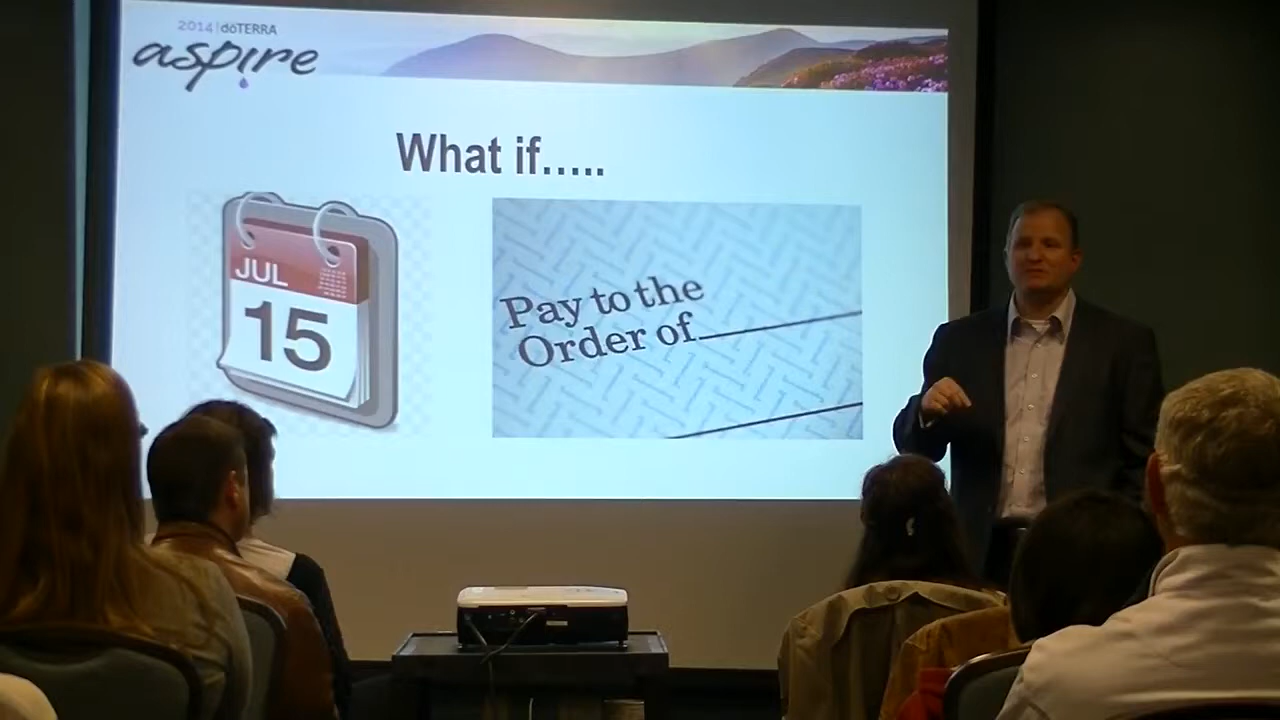 2014 | dōTERRA
aspire
What if.....
JUL
15
Pay to the
Order of